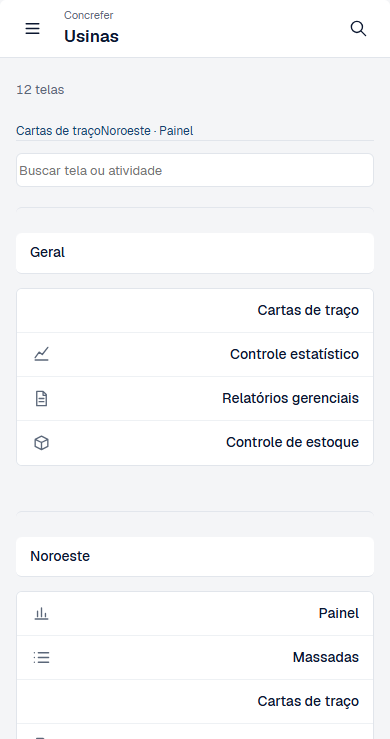 Concrefer
Usinas
12 telas
Cartas de traçoNoroeste · Painel
Buscar tela ou atividade
Geral
Cartas de traço
Controle estatístico
Relatórios gerenciais
Controle de estoque
Noroeste
Painel
Massadas
Cartas de traço